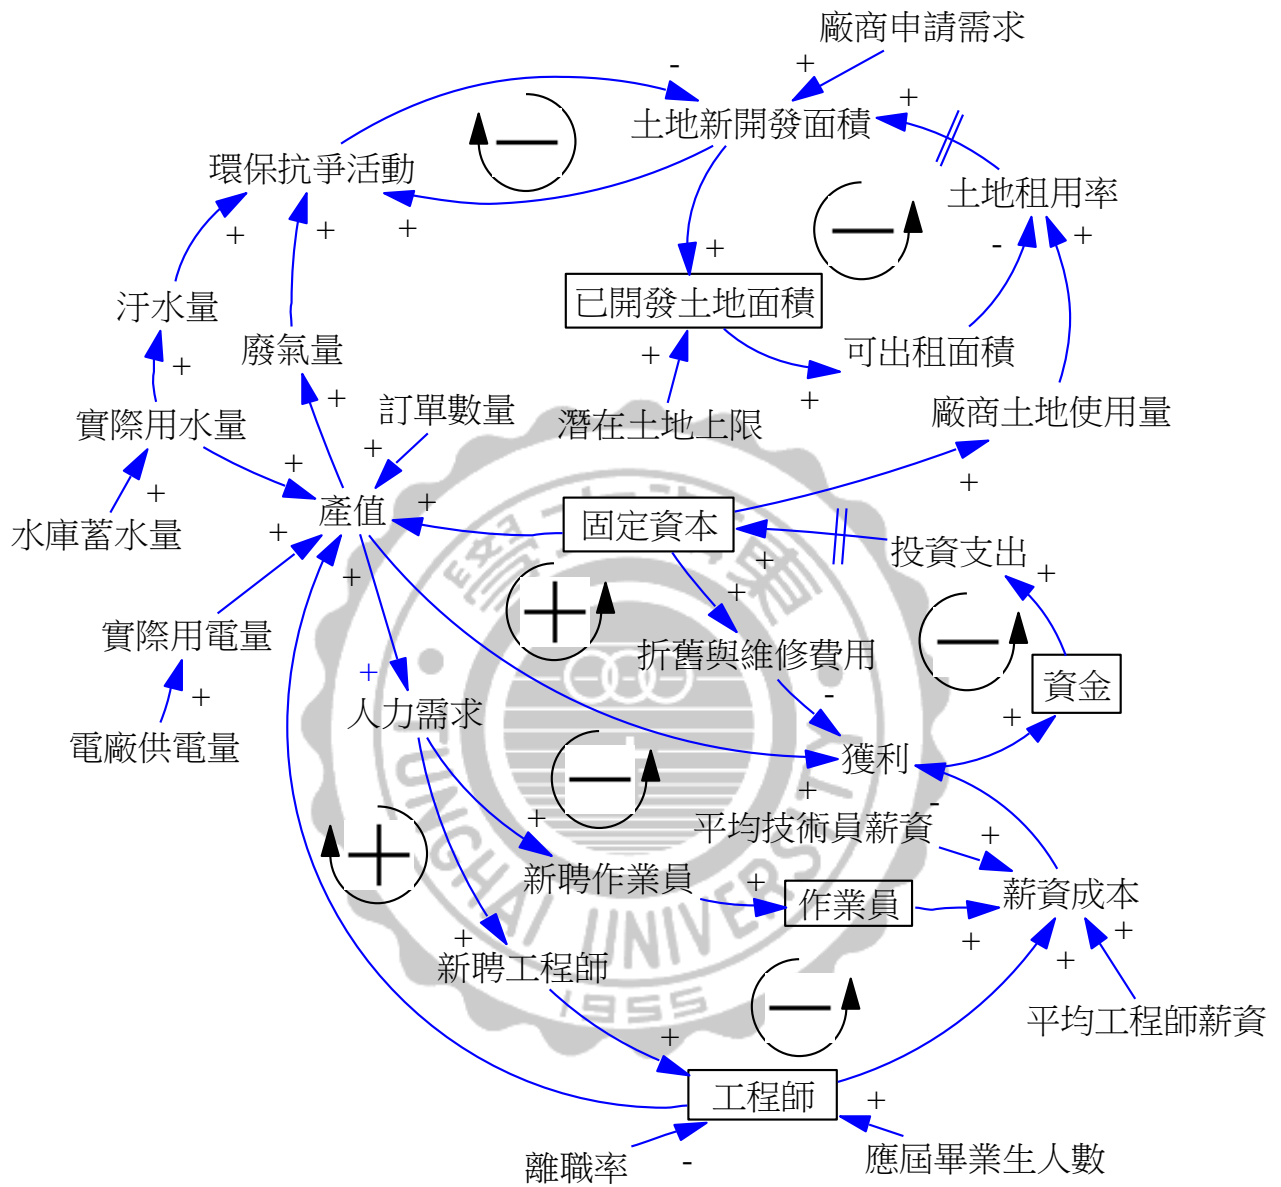 廠商申請需求
-
+
+
土地新開發面積
環保抗爭活動
土地租用率
+
+
+
+
-
+
已開發土地面積
汙水量
廢氣量
+
可出租面積
+
+
+
訂單數量
潛在土地上限
廠商土地使用量
實際用水量
+
+
+
+
+
水庫蓄水量
產值
固定資本
投資支出
+
+
+
+
+
實際用電量
折舊與維修費用
+
+
-
資金
人力需求
+
電廠供電量
獲利
+
-
平均技術員薪資
+
+
新聘作業員
+
作業員
薪資成本
+
新聘工程師
+
+
+
平均工程師薪資
+
工程師
+
離職率
-
應屆畢業生人數
TUNGHAI UNIVERSITY
1955